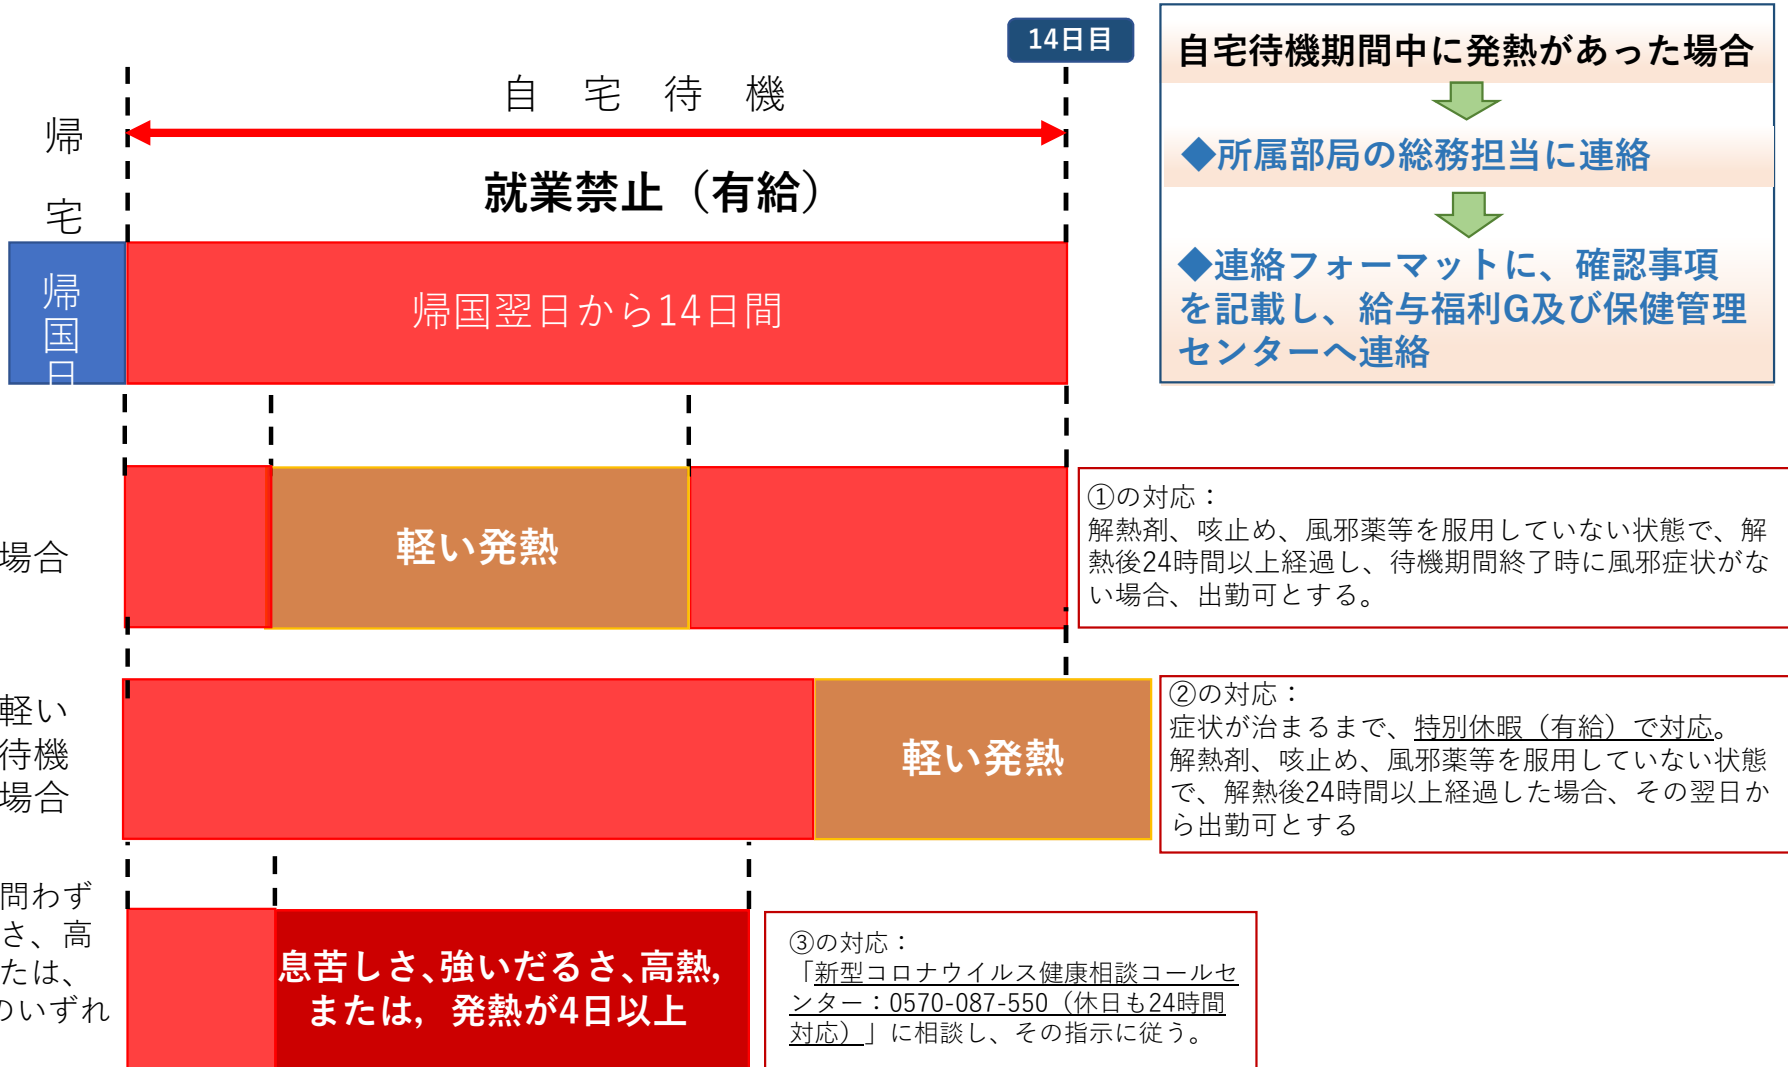 14日目
自宅待機
帰宅
就業禁止（有給）
帰国日
帰国翌日から14日間
自宅待機期間中に発熱があった場合
◆所属部局の総務担当に連絡
◆連絡フォーマットに、確認事項
を記載し、給与福利G及び保健管理
センターへ連絡
場合
軽い発熱
①の対応：
解熱剤、咳止め、風邪薬等を服用していない状態で、解
熱後24時間以上経過し、待機期間終了時に風邪症状がな
い場合、出勤可とする。
軽い
待機
場合
軽い発熱
②の対応：
症状が治まるまで、特別休暇（有給）で対応。
解熱剤、咳止め、風邪薬等を服用していない状態
で、解熱後24時間以上経過した場合、その翌日か
ら出勤可とする
問わず
さ、高
たは、
のいずれ
息苦しさ、強いだるさ、高熱,
または，発熱が4日以上
③の対応：
「新型コロナウイルス健康相談コールセ
ンター：0570-087-550（休日も24時間
対応）」に相談し、その指示に従う。